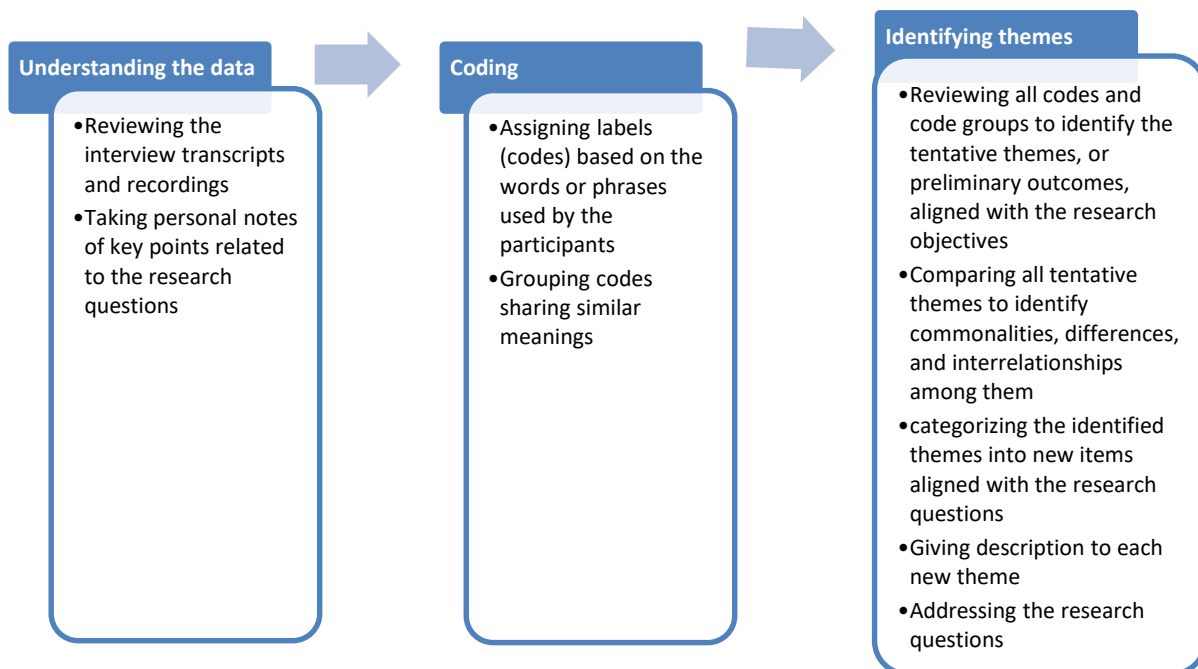 Understanding the data
•Reviewing the
interview transcripts
and recordings
•Taking personal notes
of key points related
to the research
questions
Coding
•Assigning labels
(codes) based on the
words or phrases
used by the
participants
•Grouping codes
sharing similar
meanings
Identifying themes
•Reviewing all codes and
code groups to identify the
tentative themes, or
preliminary outcomes,
aligned with the research
objectives
•Comparing all tentative
themes to identify
commonalities, differences,
and interrelationships
among them
•categorizing the identified
themes into new items
aligned with the research
questions
•Giving description to each
new theme
•Addressing the research
questions